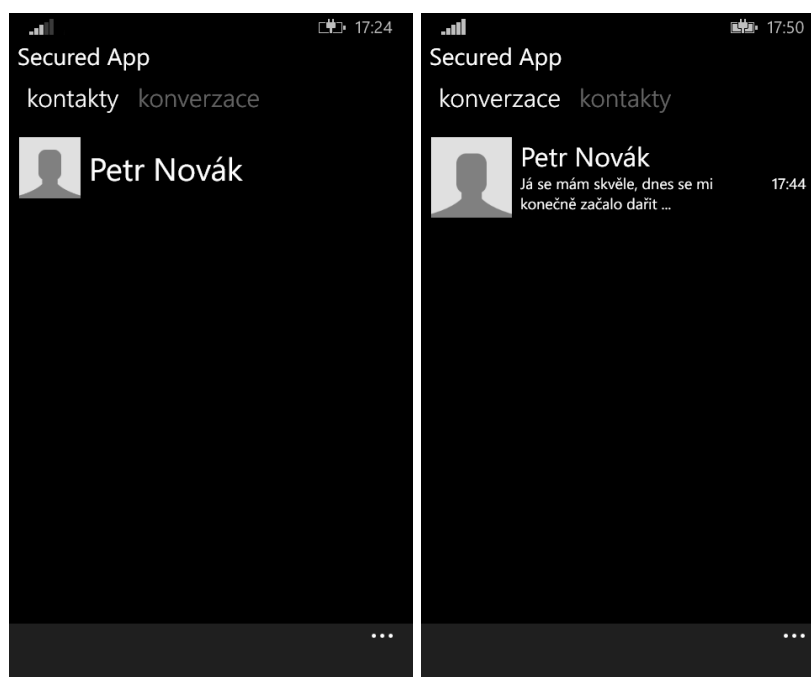 17:24
Secured App
kontakty konverzace
Petr Novák
...
17:50
Secured App
konverzace kontakty
Petr Novák
Já se mám skvěle, dnes se mi 17:44
konečně začalo dařit ...
...